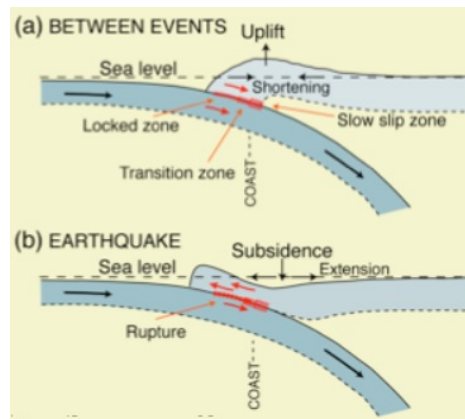 (a) BETWEEN EVENTS
Uplift
Sea level
Shortening
Locked zone
Slow slip zone
Transition zone
COAST
(b) EARTHQUAKE
Subsidence
Sea level
Extension
Rupture
COAST